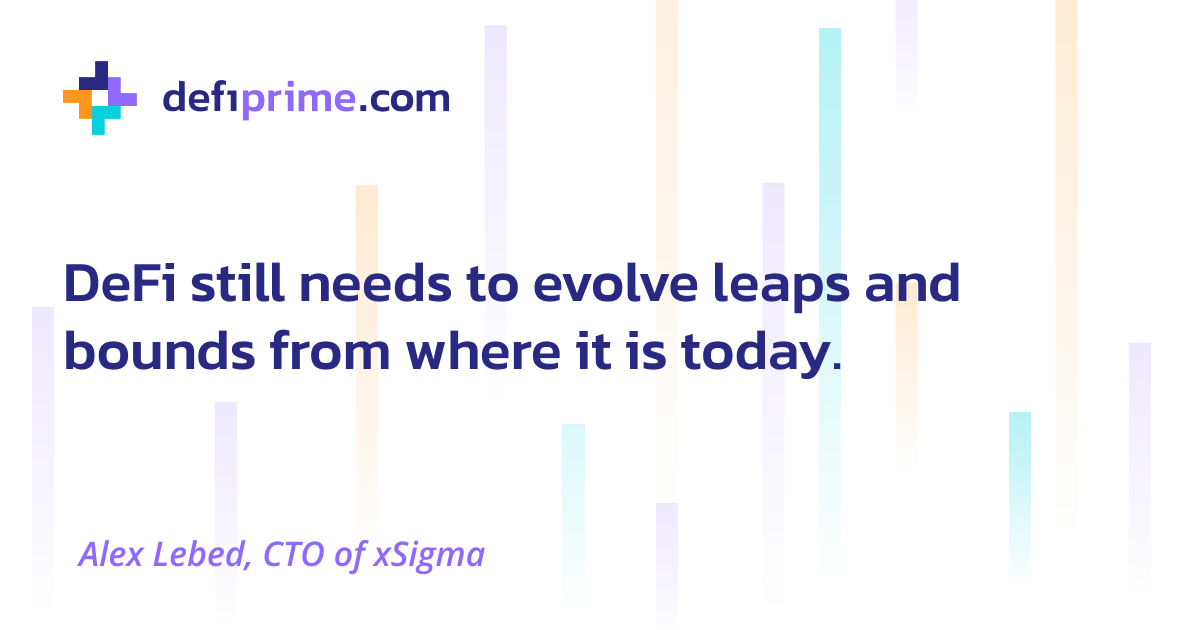 defiprime.com
DeFi still needs to evolve leaps and
bounds from where it is today.
Alex Lebed, CTO of xSigma